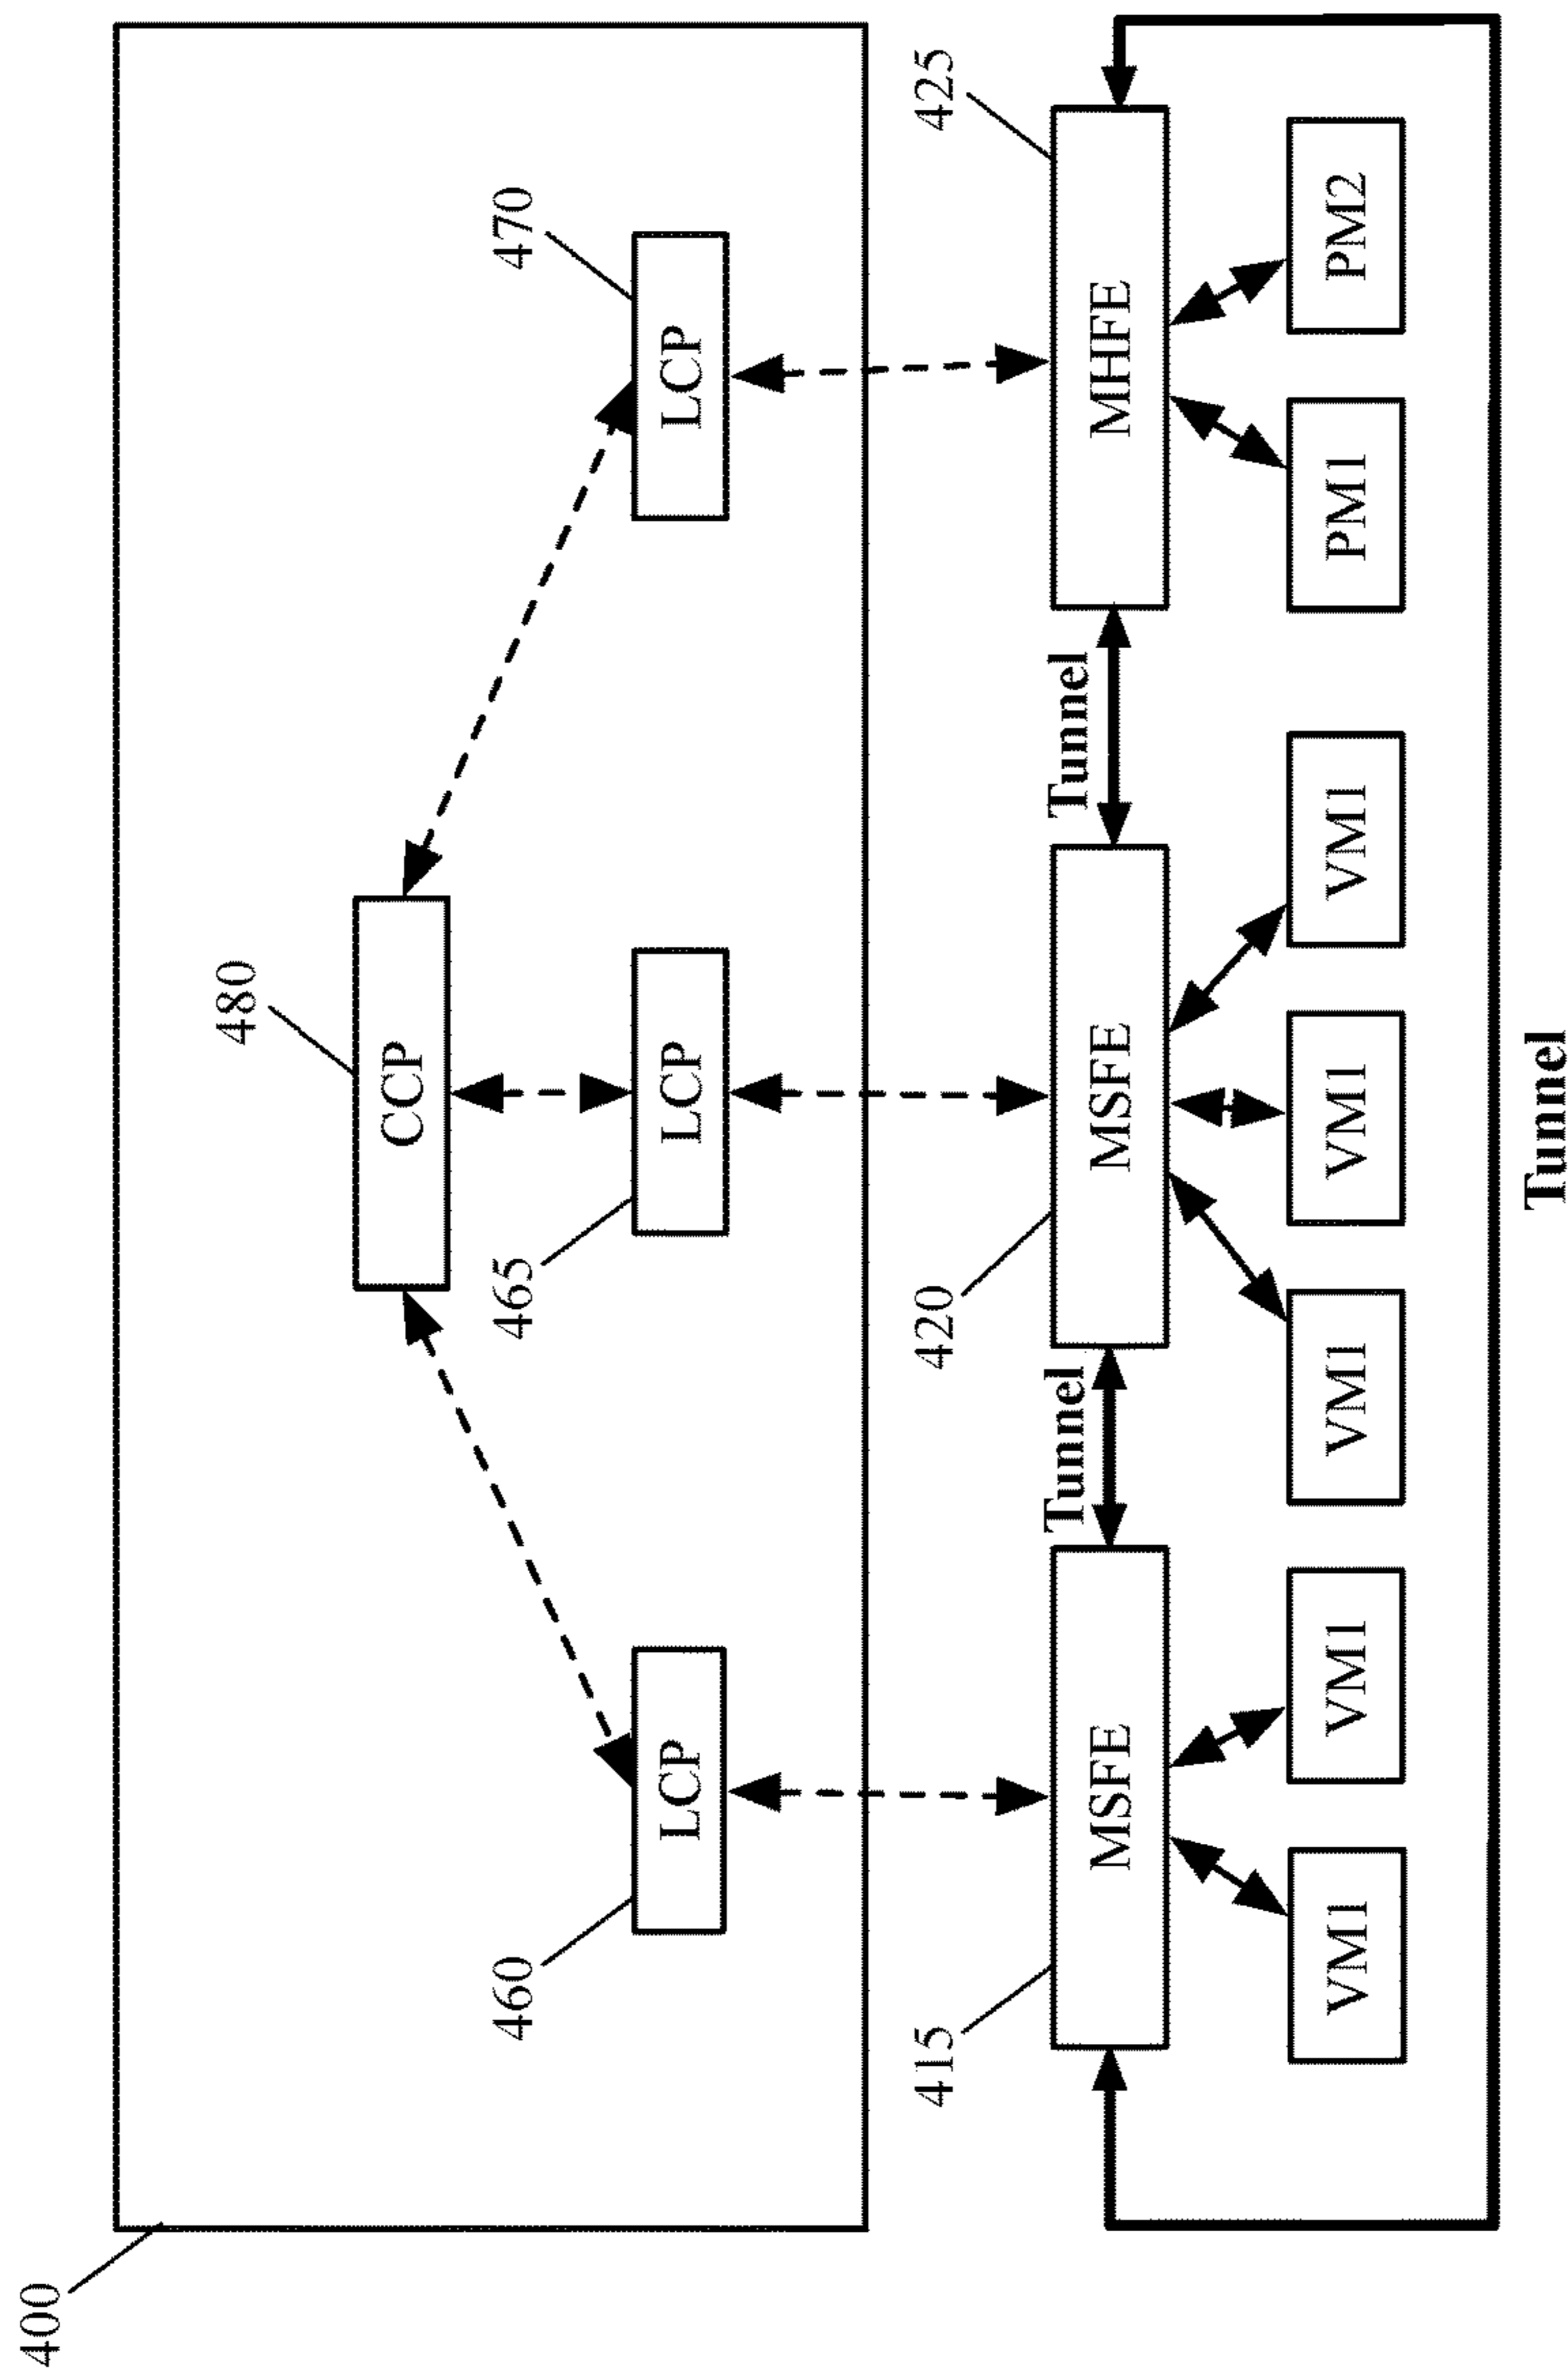 400
480
CCP
460
465
470
LCP
LCP
LCP
415
420
425
MSFE
Tunnel
MSFE
Tunnel
MHFE
VM1
VM1
VM1
VM1
VM1
PM1
PM2
Tunnel